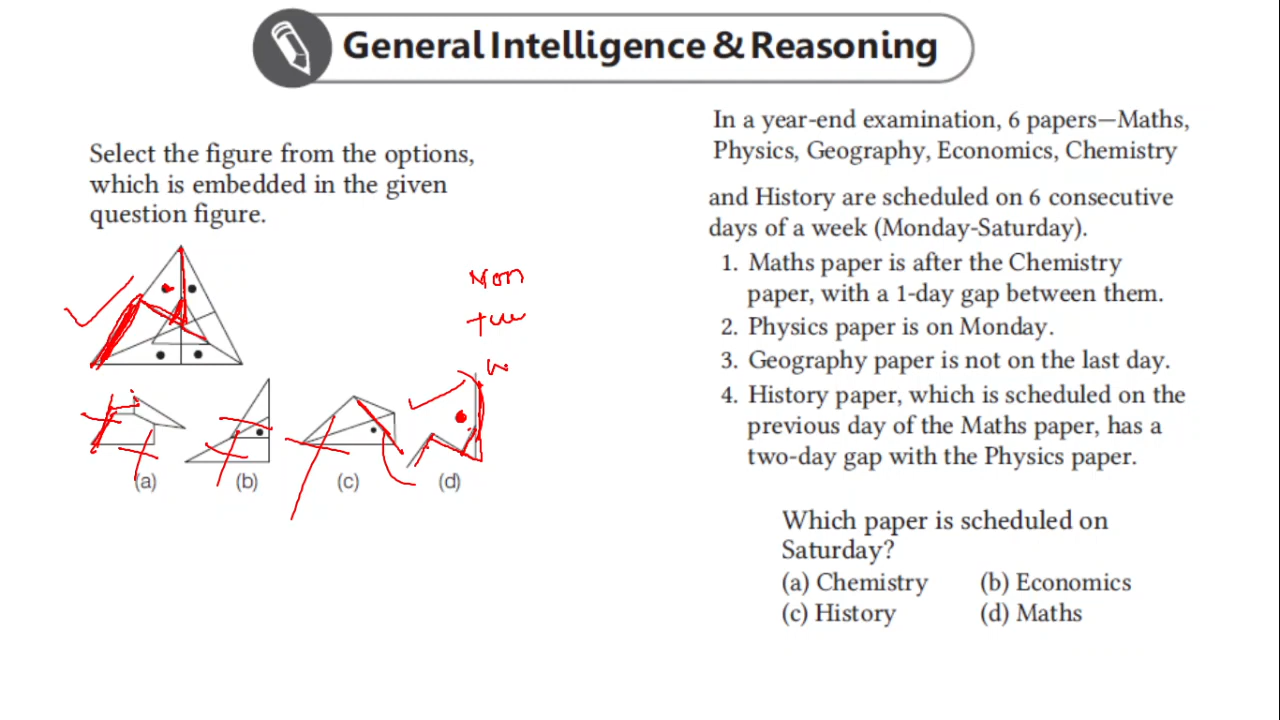 General Intelligence & Reasoning
Select the figure from the options,
which is embedded in the given
question figure.
(a) (b) (c) (d)
Mon
tue
In a year-end examination, 6 papers—Maths,
Physics, Geography, Economics, Chemistry
and History are scheduled on 6 consecutive
days of a week (Monday-Saturday).
1. Maths paper is after the Chemistry
paper, with a 1-day gap between them.
2. Physics paper is on Monday.
3. Geography paper is not on the last day.
4. History paper, which is scheduled on the
previous day of the Maths paper, has a
two-day gap with the Physics paper.
Which paper is scheduled on
Saturday?
(a) Chemistry (b) Economics
(c) History (d) Maths